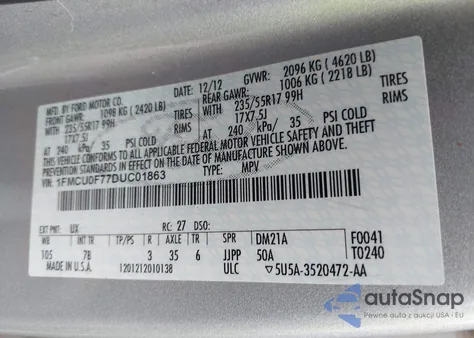 MFD. BY FORD MOTOR CO.
DATE: 12/12 GVWR: 2096 KG ( 4620 LB)
FRONT GAWR: 1098 KG ( 2420 LB) REAR GAWR: 1006 KG ( 2218 LB)
WITH 235/55R17 99H TIRES WITH 235/55R17 99H TIRES
17X7.5J RIMS 17X7.5J RIMS
AT 240 kPa/ 35 PSI COLD AT 240 kPa/ 35 PSI COLD
THIS VEHICLE CONFORMS TO ALL APPLICABLE FEDERAL MOTOR VEHICLE SAFETY AND THEFT
PREVENTION STANDARDS IN EFFECT ON THE DATE OF MANUFACTURE SHOWN ABOVE.
VIN: 1FMCU0F77DUC01863 TYPE: MPV
EXT PNT: UX RC: 27 DSO:
WB INT TR TP/PS R AXLE TR SPR DM21A F0041
105 7B 3 35 6 JJPP 50A T0240
MADE IN U.S.A. 1201212010138 ULC 5U5A-3520472-AA
autoSnap
Pewne auto z USA - EU